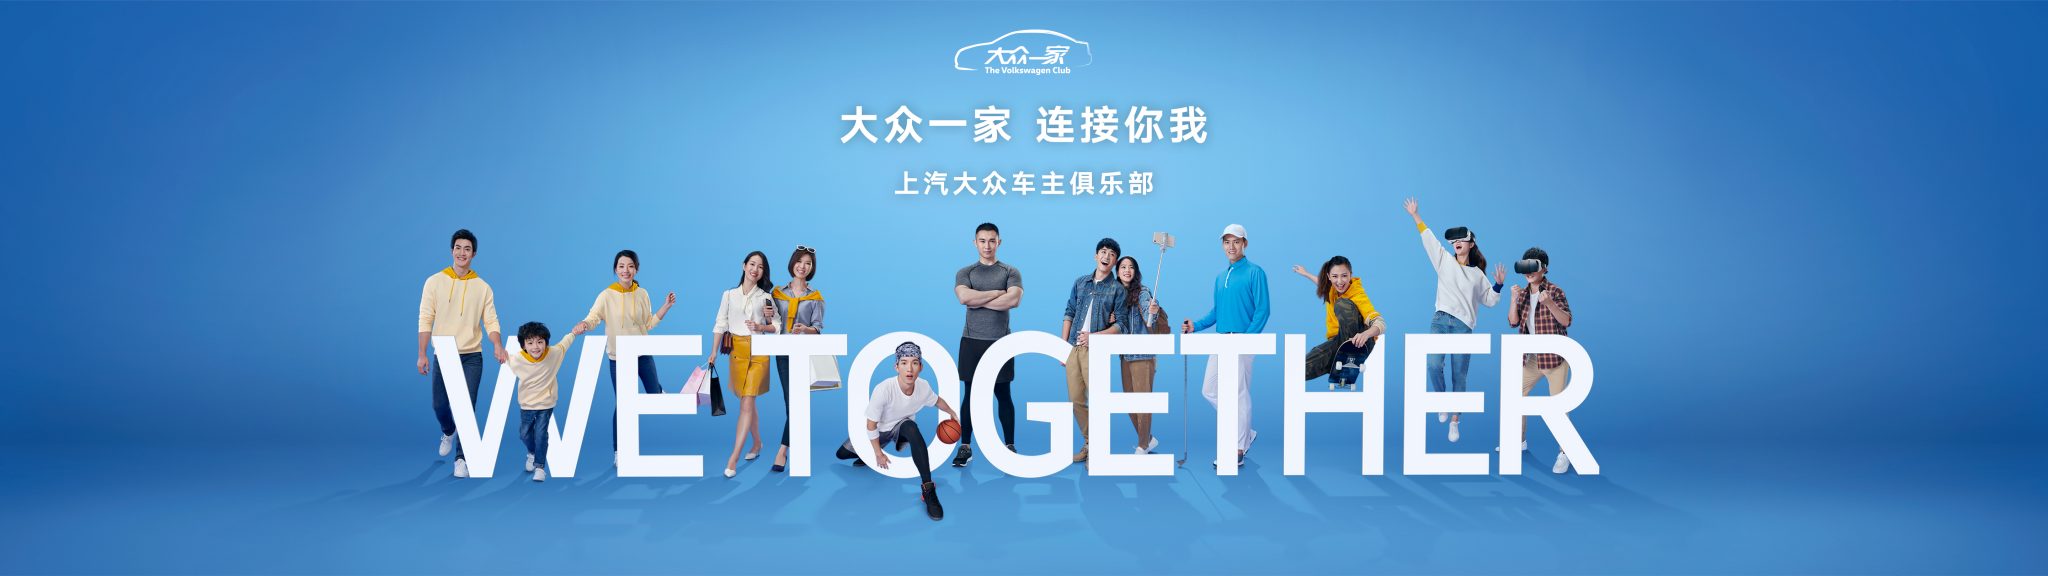 大众一家
The Volkswagen Club
大众一家 连接你我
上汽大众车主俱乐部
WE TOGETHER